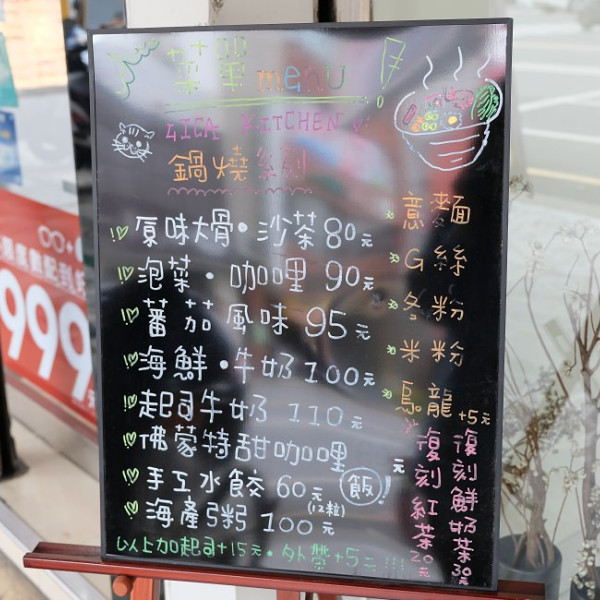 菜單 menu!
GICA KITCHEN
鍋燒系列
原味大骨・沙茶80元
泡菜・咖哩 90元
蕃茄風味 95元
海鮮・牛奶100元
起司牛奶 110元
佛蒙特甜咖哩 元
手工水餃60元 飯!
(12粒)
海產粥100元
以上加起司+15元・外帶+5元!!!
意麵
G絲
冬粉
米粉
烏龍+5元
復刻紅茶20元
復刻鮮奶茶30元
999